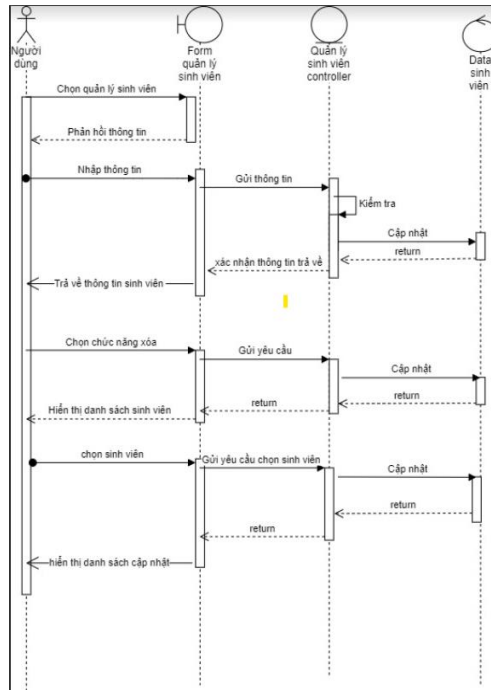 Người
dùng
Form
quản lý
sinh viên
Quản lý
sinh viên
controller
Data
sinh
viên
Chọn quản lý sinh viên
Phản hồi thông tin
Nhập thông tin
Gửi thông tin
Kiểm tra
Cập nhật
return
xác nhận thông tin trả về
Trả về thông tin sinh viên
Chọn chức năng xóa
Gửi yêu cầu
Cập nhật
return
return
Hiển thị danh sách sinh viên
chọn sinh viên
Gửi yêu cầu chọn sinh viên
Cập nhật
return
return
hiển thị danh sách cập nhật